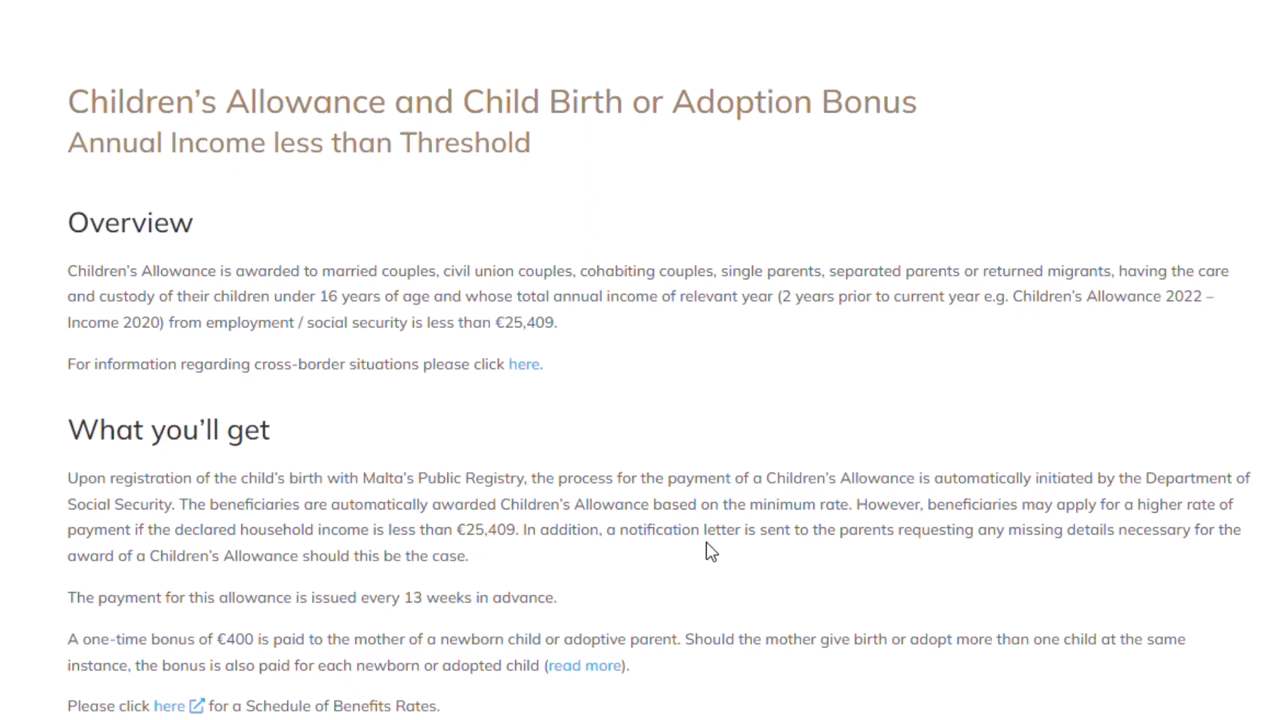 Children's Allowance and Child Birth or Adoption Bonus
Annual Income less than Threshold
Overview
Children's Allowance is awarded to married couples, civil union couples, cohabiting couples, single parents, separated parents or returned migrants, having the care
and custody of their children under 16 years of age and whose total annual income of relevant year (2 years prior to current year e.g. Children's Allowance 2022 –
Income 2020) from employment / social security is less than €25,409.
For information regarding cross-border situations please click here.
What you'll get
Upon registration of the child's birth with Malta's Public Registry, the process for the payment of a Children's Allowance is automatically initiated by the Department of
Social Security. The beneficiaries are automatically awarded Children's Allowance based on the minimum rate. However, beneficiaries may apply for a higher rate of
payment if the declared household income is less than €25,409. In addition, a notification letter is sent to the parents requesting any missing details necessary for the
award of a Children's Allowance should this be the case.
The payment for this allowance is issued every 13 weeks in advance.
A one-time bonus of €400 is paid to the mother of a newborn child or adoptive parent. Should the mother give birth or adopt more than one child at the same
instance, the bonus is also paid for each newborn or adopted child (read more).
Please click here for a Schedule of Benefits Rates.